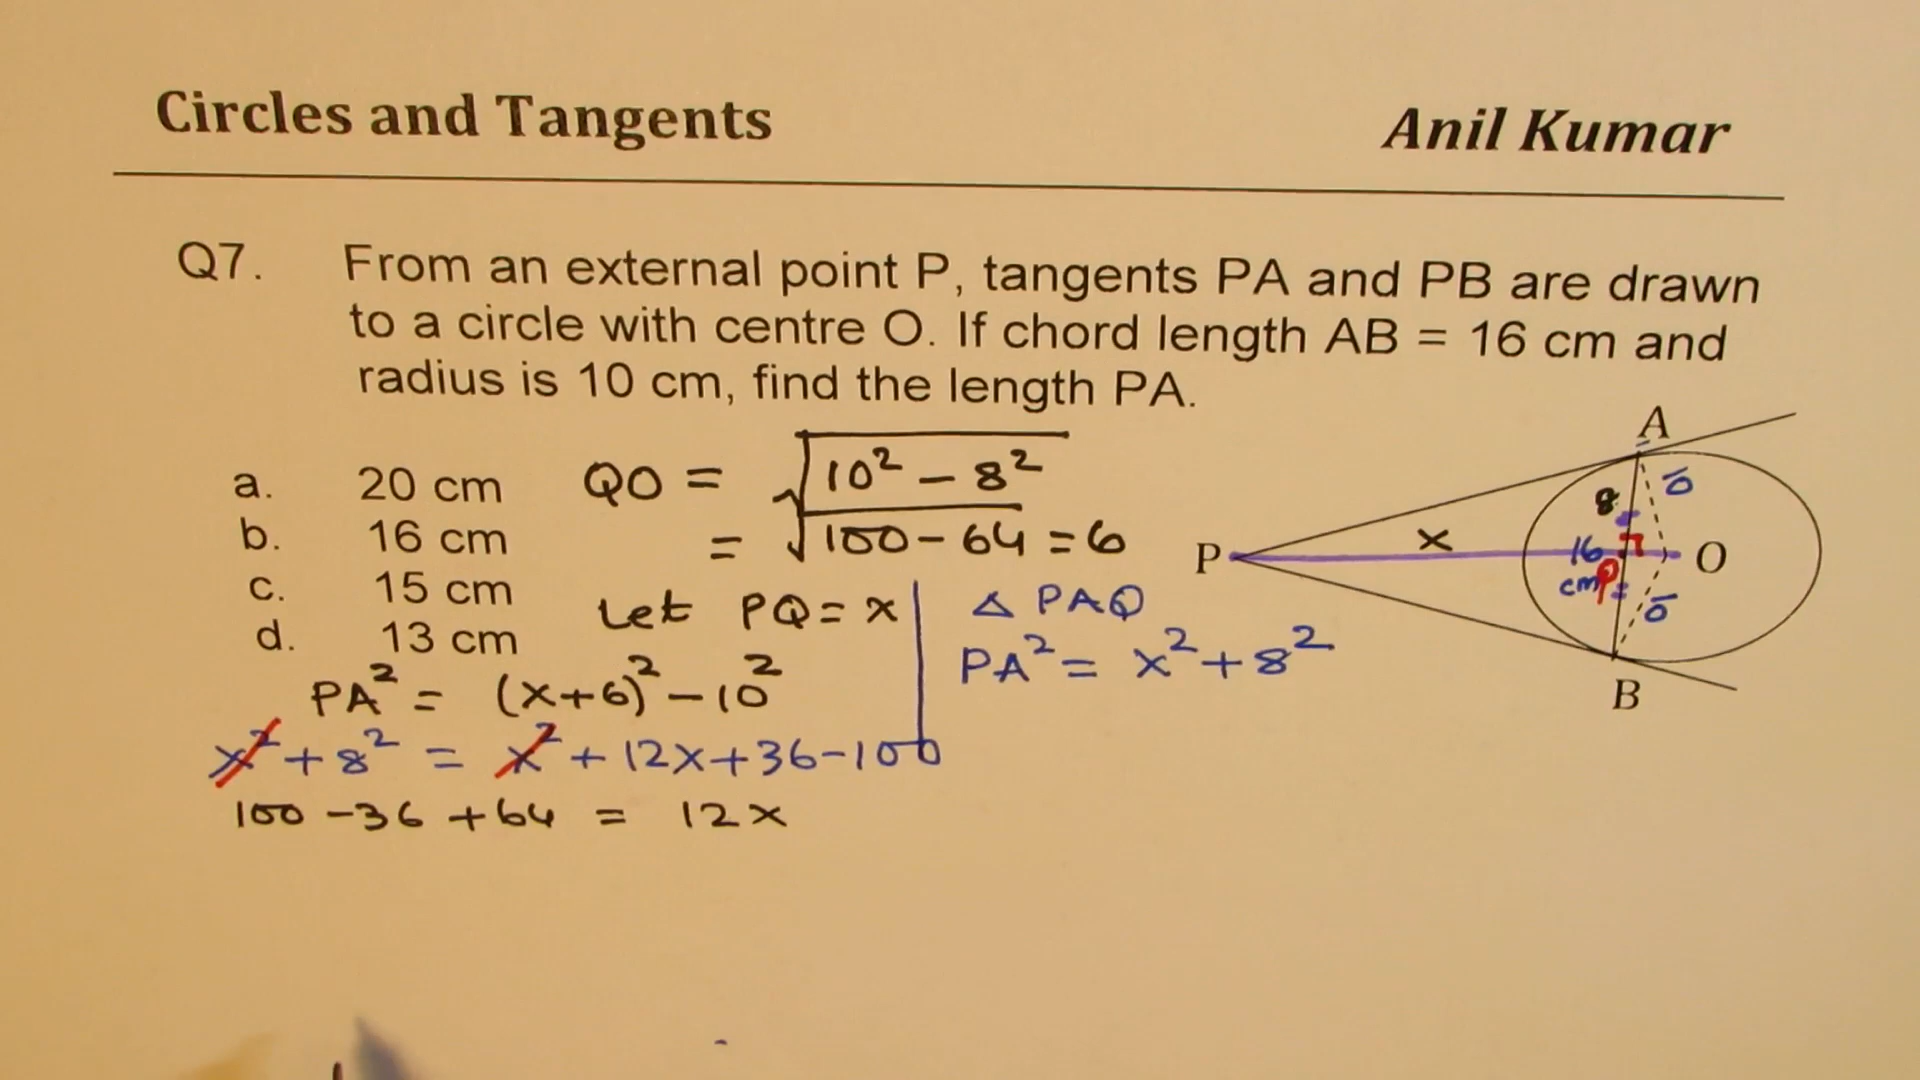 Circles and Tangents Anil Kumar
Q7. From an external point P, tangents PA and PB are drawn
to a circle with centre O. If chord length AB = 16 cm and
radius is 10 cm, find the length PA.
a. 20 cm
b. 16 cm
c. 15 cm
d. 13 cm
QO = √(10² - 8²)
= √(100 - 64) = 6
Let PQ = x
PA² = (x+6)² - 10²
x² + 8² = x² + 12x + 36 - 100
100 - 36 + 64 = 12x
△ PAQ
PA² = x² + 8²
A
8
10
P
x
16
cm
O
10
B